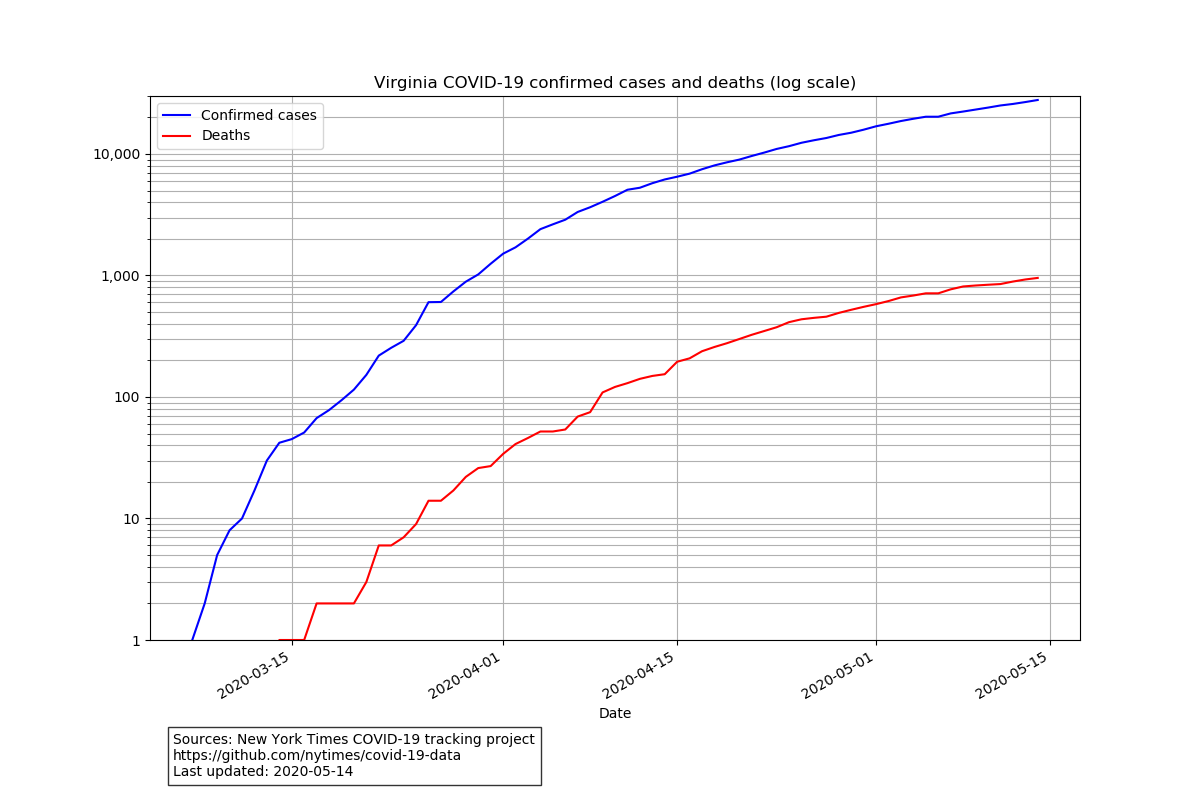 Virginia COVID-19 confirmed cases and deaths (log scale)
Confirmed cases
Deaths
10,000
1,000
100
10
1
2020-03-15
2020-04-01
2020-04-15
2020-05-01
2020-05-15
Date
Sources: New York Times COVID-19 tracking project
https://github.com/nytimes/covid-19-data
Last updated: 2020-05-14